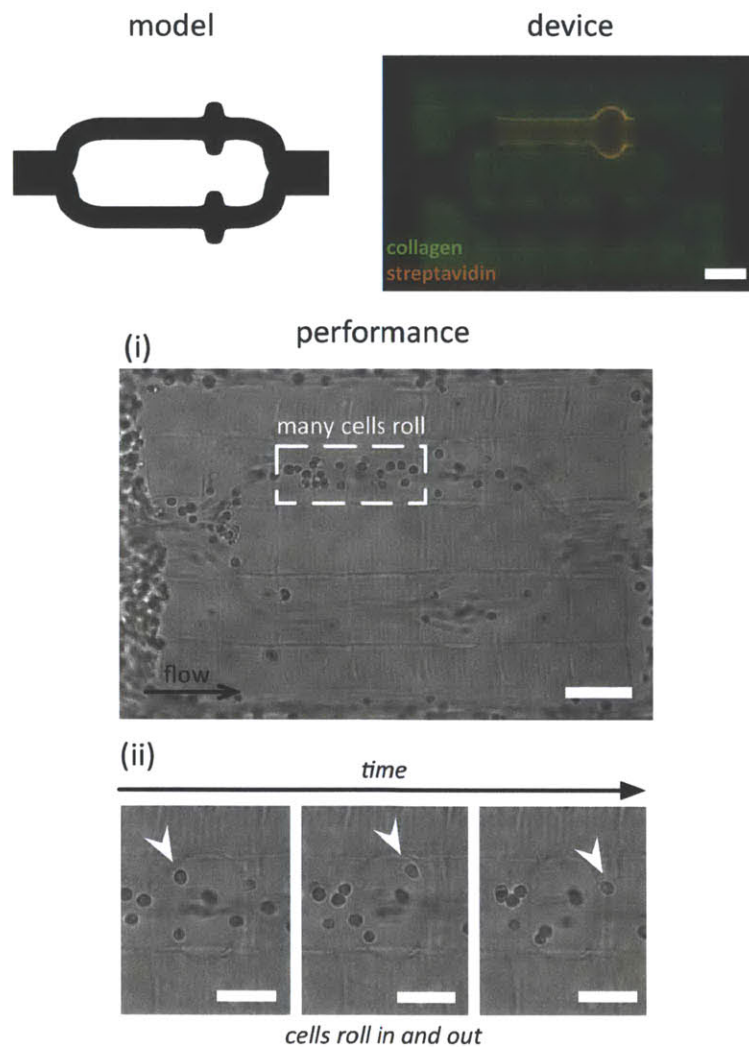 model
device
collagen
streptavidin
performance
(i)
many cells roll
flow
(ii)
time
cells roll in and out